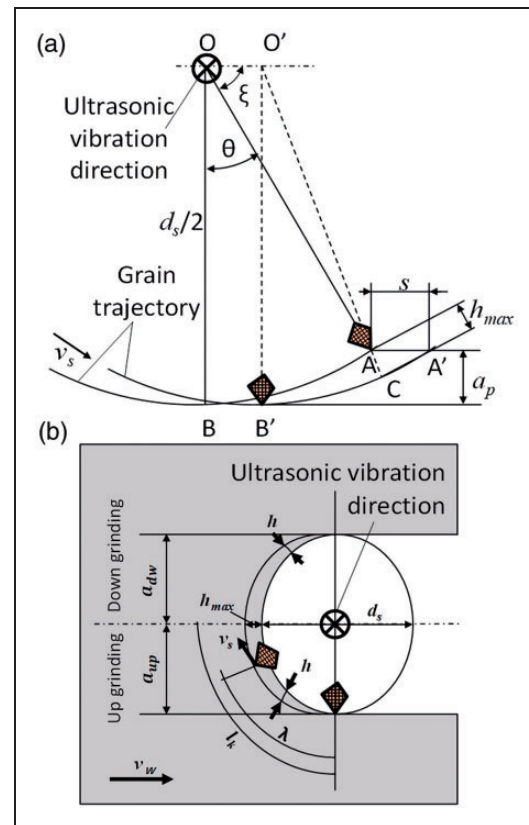 (a)
O
O'
ξ
Ultrasonic
vibration
direction
θ
d_s/2
s
Grain
trajectory
h_max
v_s
A
A'
C
a_p
B
B'
(b)
Ultrasonic vibration
direction
Down grinding
a_dw
h
h_max
d_s
v_s
Up grinding
a_up
h
λ
l_k
v_w